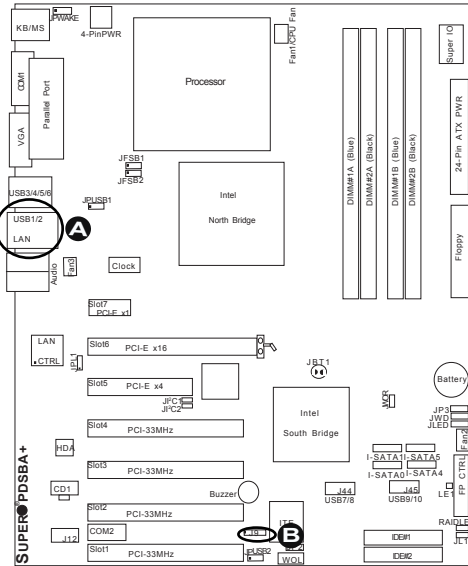 KB/MS
JPWAKE
4-PinPWR
Fan1/CPU Fan
Super IO
COM1
Parallel Port
VGA
Processor
24-Pin ATX PWR
Floppy
DIMM#1A (Blue)
DIMM#2A (Black)
DIMM#1B (Blue)
DIMM#2B (Black)
JFSB1
JFSB2
Intel
North Bridge
USB3/4/5/6
JPUSB1
USB1/2
LAN
A
Audio
Fan3
Clock
Slot7
PCI-E x1
LAN
CTRL
JPL1
Slot6
PCI-E x16
JBT1
Battery
Slot5
PCI-E x4
JI²C1
JI²C2
JWOR
JP3
JWD
JLED
Intel
South Bridge
Slot4
PCI-33MHz
Fan2
HDA
I-SATA1
I-SATA5
I-SATA0
I-SATA4
Slot3
PCI-33MHz
FP CTRL
CD1
Buzzer
J44
USB7/8
J45
USB9/10
LE1
Slot2
PCI-33MHz
SUPER PDSBA+
J12
COM2
J9
B
RAIDLED
JL1
IDE#1
Slot1
PCI-33MHz
JPUSB2
WOL
IDE#2